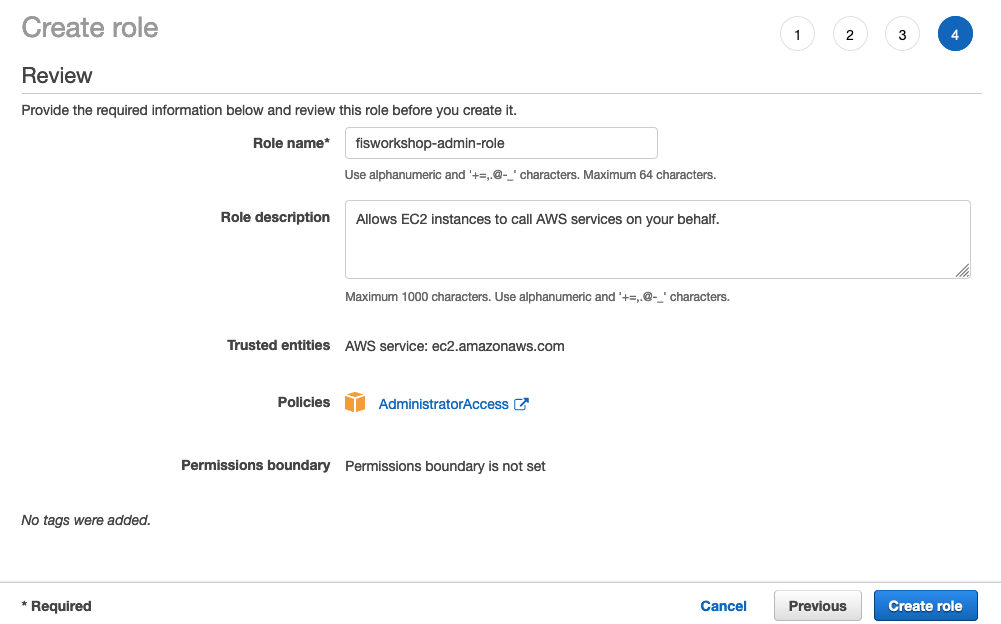 Create role
1 2 3 4
Review
Provide the required information below and review this role before you create it.
Role name* fisworkshop-admin-role
Use alphanumeric and '+=,.@-_' characters. Maximum 64 characters.
Role description Allows EC2 instances to call AWS services on your behalf.
Maximum 1000 characters. Use alphanumeric and '+=,.@-_' characters.
Trusted entities AWS service: ec2.amazonaws.com
Policies AdministratorAccess
Permissions boundary Permissions boundary is not set
No tags were added.
* Required Cancel Previous Create role